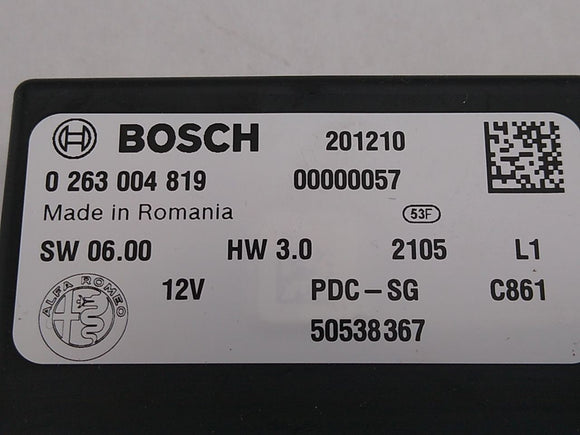 BOSCH 201210
0 263 004 819 00000057
Made in Romania 53F
SW 06.00 HW 3.0 2105 L1
ALFA ROMEO
12V PDC-SG C861
50538367